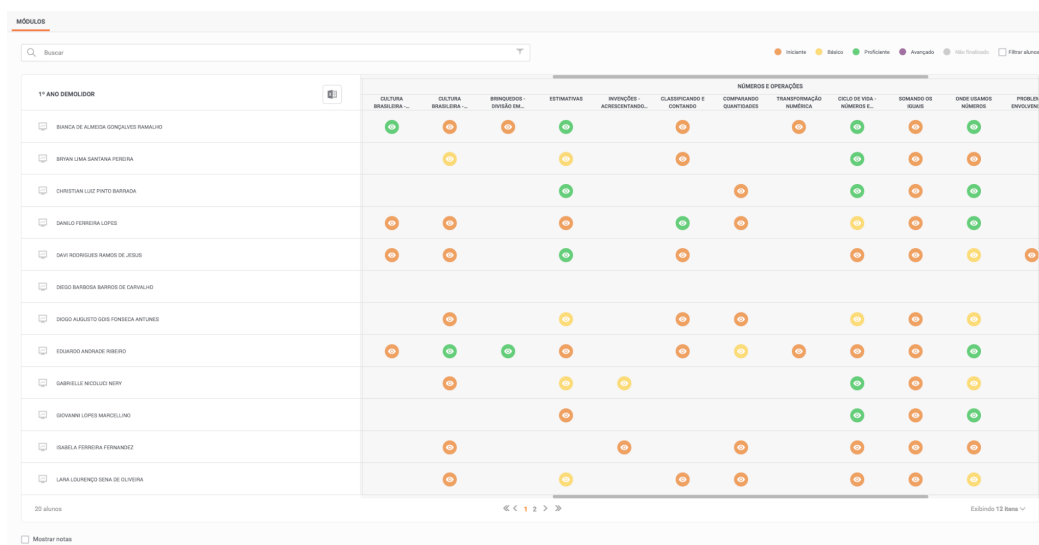 MÓDULOS
Buscar
Iniciante Básico Proficiente Avançado Não finalizado Filtrar alunos
1º ANO DEMOLIDOR
NÚMEROS E OPERAÇÕES
CULTURA BRASILEIRA -...
CULTURA BRASILEIRA -...
BRINQUEDOS - DIVISÃO EM...
ESTIMATIVAS
INVENÇÕES - ACRESCENTANDO...
CLASSIFICANDO E CONTANDO
COMPARANDO QUANTIDADES
TRANSFORMAÇÃO NUMÉRICA
CICLO DE VIDA - NÚMEROS E...
SOMANDO OS IGUAIS
ONDE USAMOS NÚMEROS
PROBLEM
ENVOLVEND
BIANCA DE ALMEIDA GONÇALVES RAMALHO
BRYAN LIMA SANTANA PEREIRA
CHRISTIAN LUIZ PINTO BARRADA
DANILO FERREIRA LOPES
DAVI RODRIGUES RAMOS DE JESUS
DIEGO BARBOSA BARROS DE CARVALHO
DIOGO AUGUSTO GOIS FONSECA ANTUNES
EDUARDO ANDRADE RIBEIRO
GABRIELLE NICOLUCI NERY
GIOVANNI LOPES MARCELLINO
ISABELA FERREIRA FERNANDEZ
LARA LOURENÇO SENA DE OLIVEIRA
20 alunos
1 2
Exibindo 12 itens
Mostrar notas